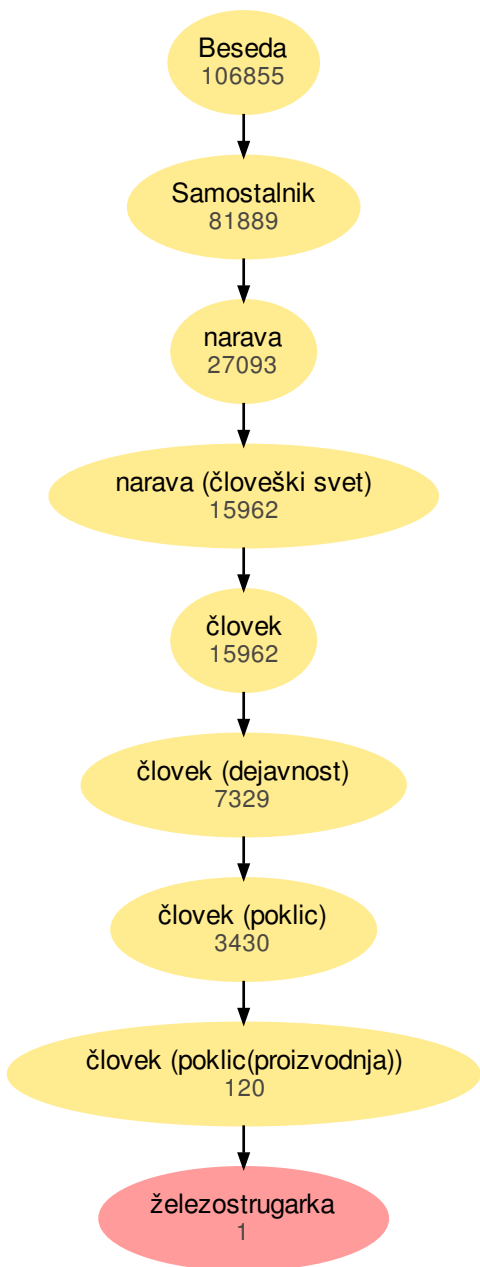 Beseda
106855
Samostalnik
81889
narava
27093
narava (človeški svet)
15962
človek
15962
človek (dejavnost)
7329
človek (poklic)
3430
človek (poklic(proizvodnja))
120
železostrugarka
1